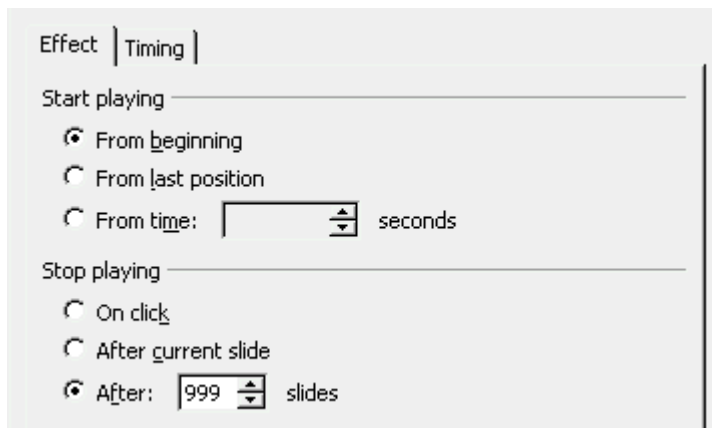 Effect Timing
Start playing
From beginning
From last position
From time: seconds
Stop playing
On click
After current slide
After: 999 slides